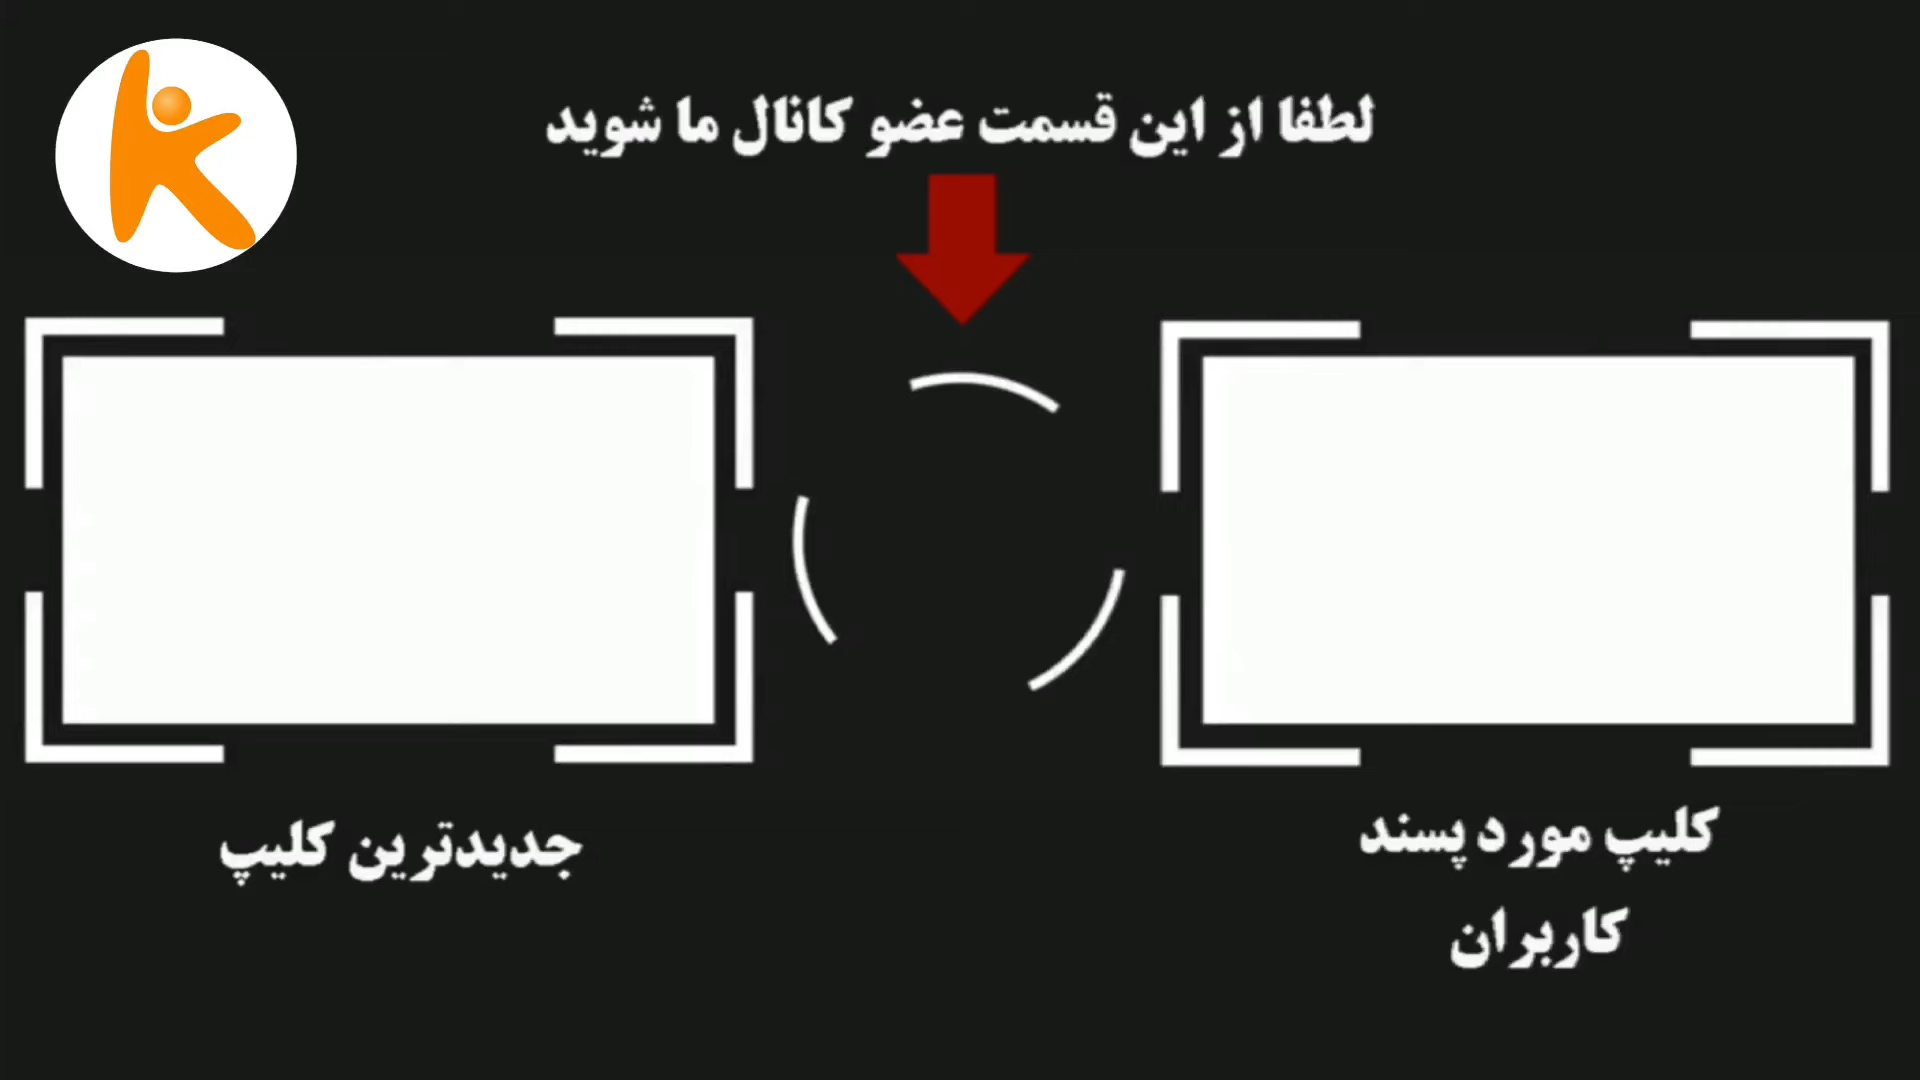 لطفا از این قسمت عضو کانال ما شوید
کلیپ مورد پسند
کاربران
جدیدترین کلیپ